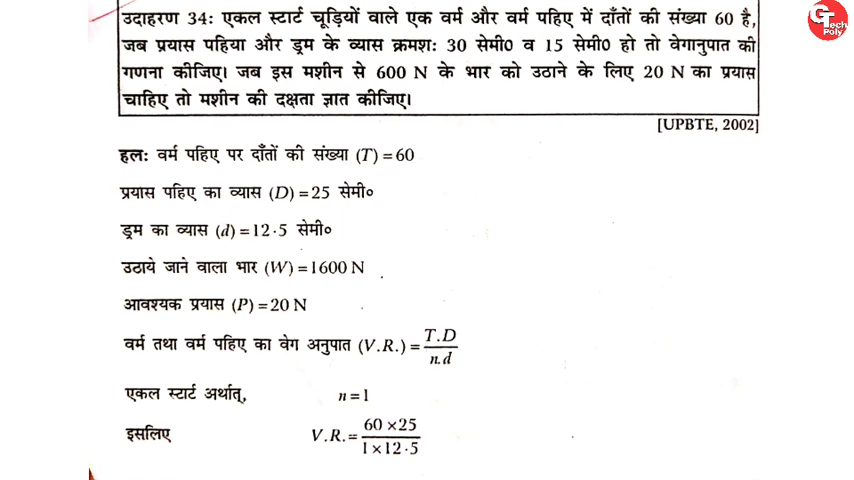 उदाहरण 34: एकल स्टार्ट चूड़ियों वाले एक वर्म और वर्म पहिए में दाँतों की संख्या 60 है,
जब प्रयास पहिया और ड्रम के व्यास क्रमशः 30 सेमी० व 15 सेमी० हो तो वेगानुपात की
गणना कीजिए। जब इस मशीन से 600 N के भार को उठाने के लिए 20 N का प्रयास
चाहिए तो मशीन की दक्षता ज्ञात कीजिए।
[UPBTE, 2002]
हलः वर्म पहिए पर दाँतों की संख्या (T) = 60
प्रयास पहिए का व्यास (D) = 25 सेमी०
ड्रम का व्यास (d) = 12·5 सेमी०
उठाये जाने वाला भार (W) = 1600 N
आवश्यक प्रयास (P) = 20 N
वर्म तथा वर्म पहिए का वेग अनुपात (V.R.) = T.D / n.d
एकल स्टार्ट अर्थात्, n = 1
इसलिए V.R. = 60 × 25 / 1 × 12·5
GTech Poly